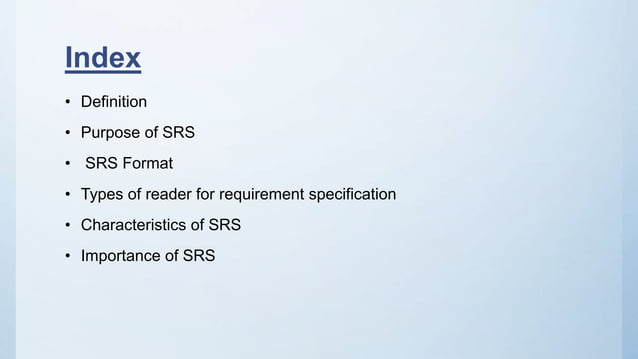 Index
• Definition
• Purpose of SRS
• SRS Format
• Types of reader for requirement specification
• Characteristics of SRS
• Importance of SRS